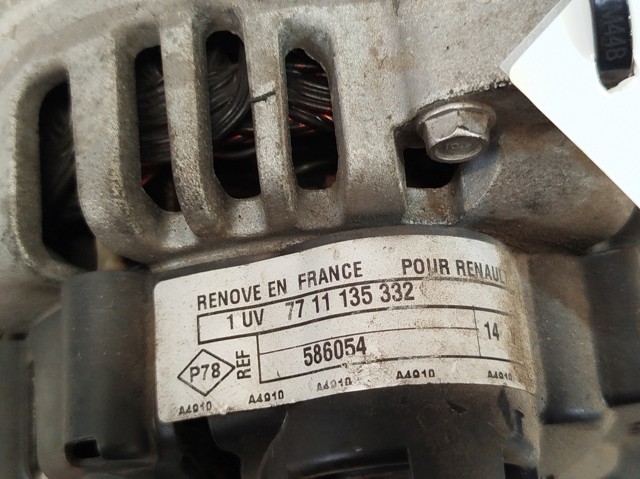 M44B
RENOVE EN FRANCE POUR RENAULT
1 UV 77 11 135 332
P78 REF 586054 14
A4910 A4910 A4910 A4910 A4910